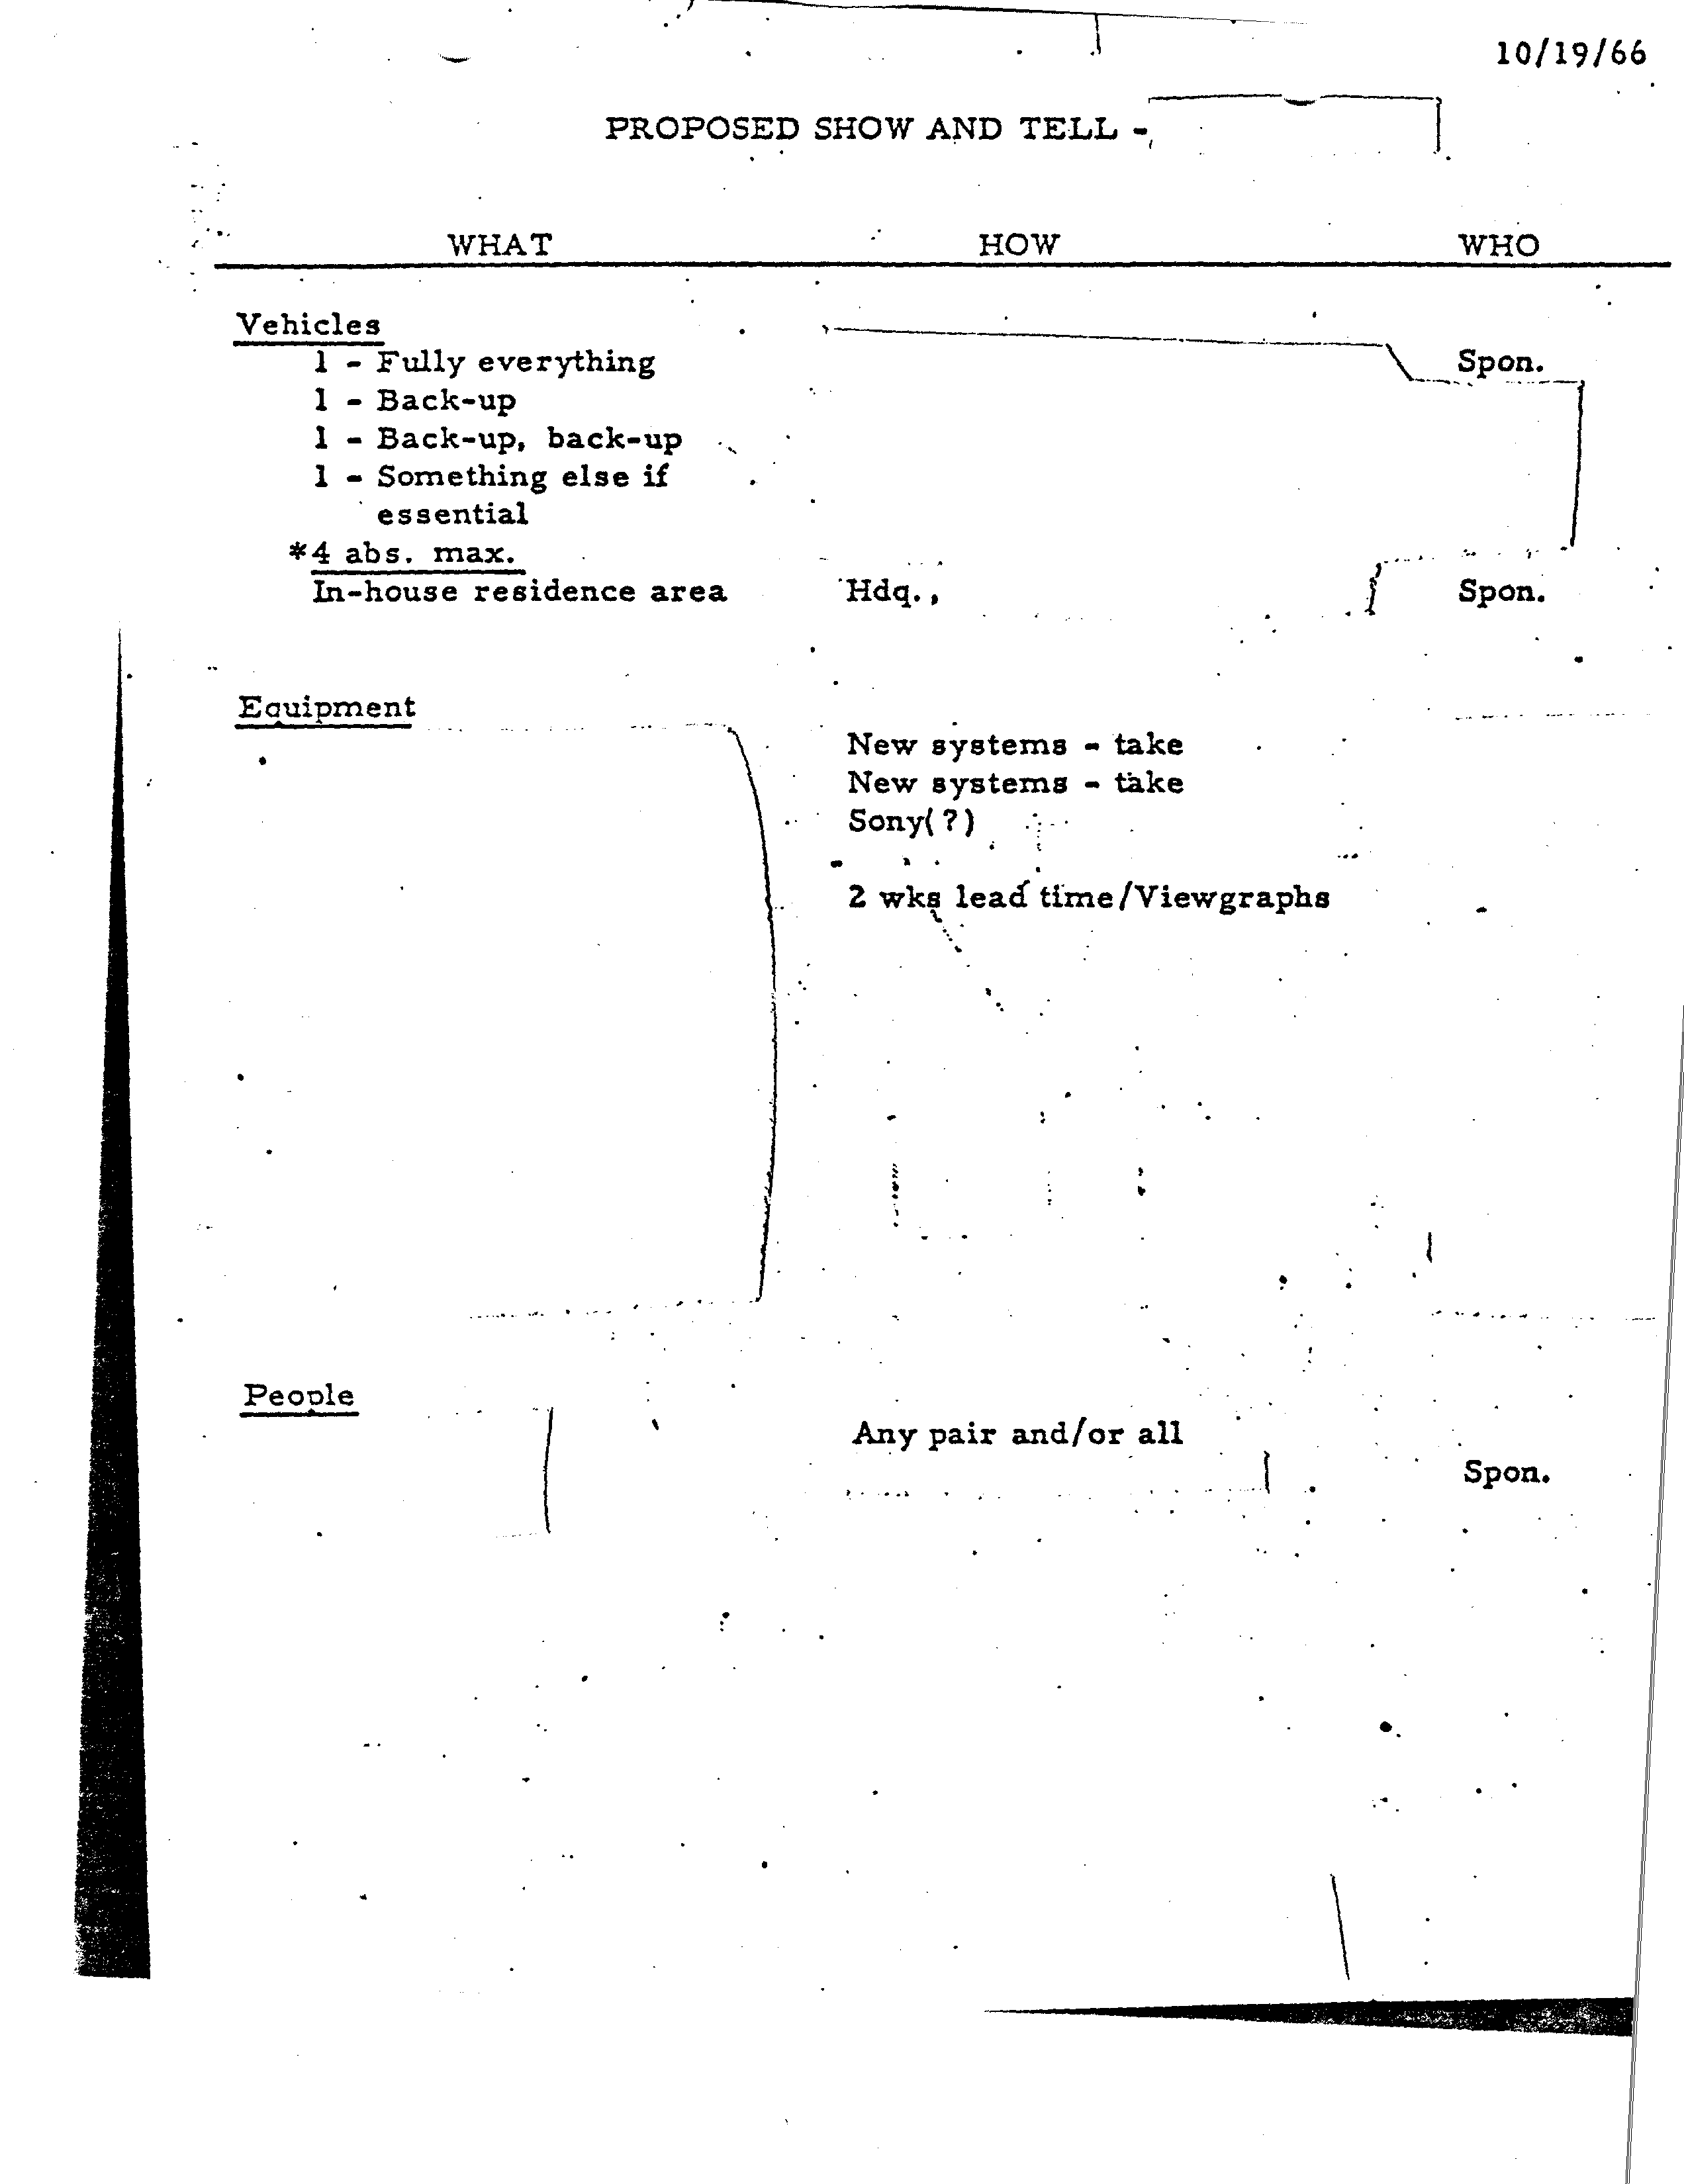 10/19/66
PROPOSED SHOW AND TELL -
WHAT HOW WHO
Vehicles
1 - Fully everything Spon.
1 - Back-up
1 - Back-up, back-up
1 - Something else if
essential
*4 abs. max.
In-house residence area Hdq., Spon.
Equipment
New systems - take
New systems - take
Sony(?)
2 wks lead time/Viewgraphs
People
Any pair and/or all
Spon.